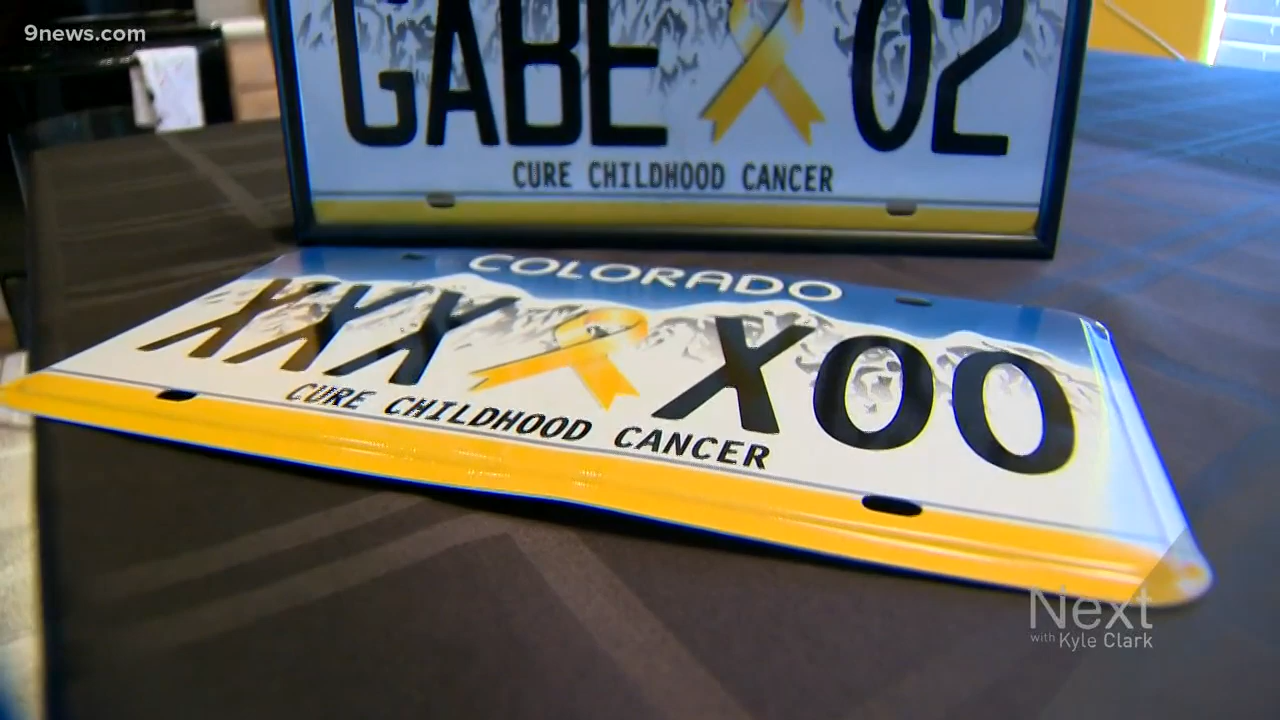 9news.com
GABE 02
CURE CHILDHOOD CANCER
COLORADO
XXX X00
CURE CHILDHOOD CANCER
Next
with Kyle Clark